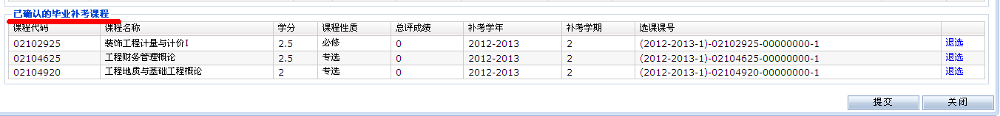 已确认的毕业补考课程
课程代码 课程名称 学分 课程性质 总评成绩 补考学年 补考学期 选课课号
02102925 装饰工程计量与计价I 2.5 必修 0 2012-2013 2 (2012-2013-1)-02102925-00000000-1 退选
02104625 工程财务管理概论 2.5 专选 0 2012-2013 2 (2012-2013-1)-02104625-00000000-1 退选
02104920 工程地质与基础工程概论 2 专选 0 2012-2013 2 (2012-2013-1)-02104920-00000000-1 退选
提交 关闭